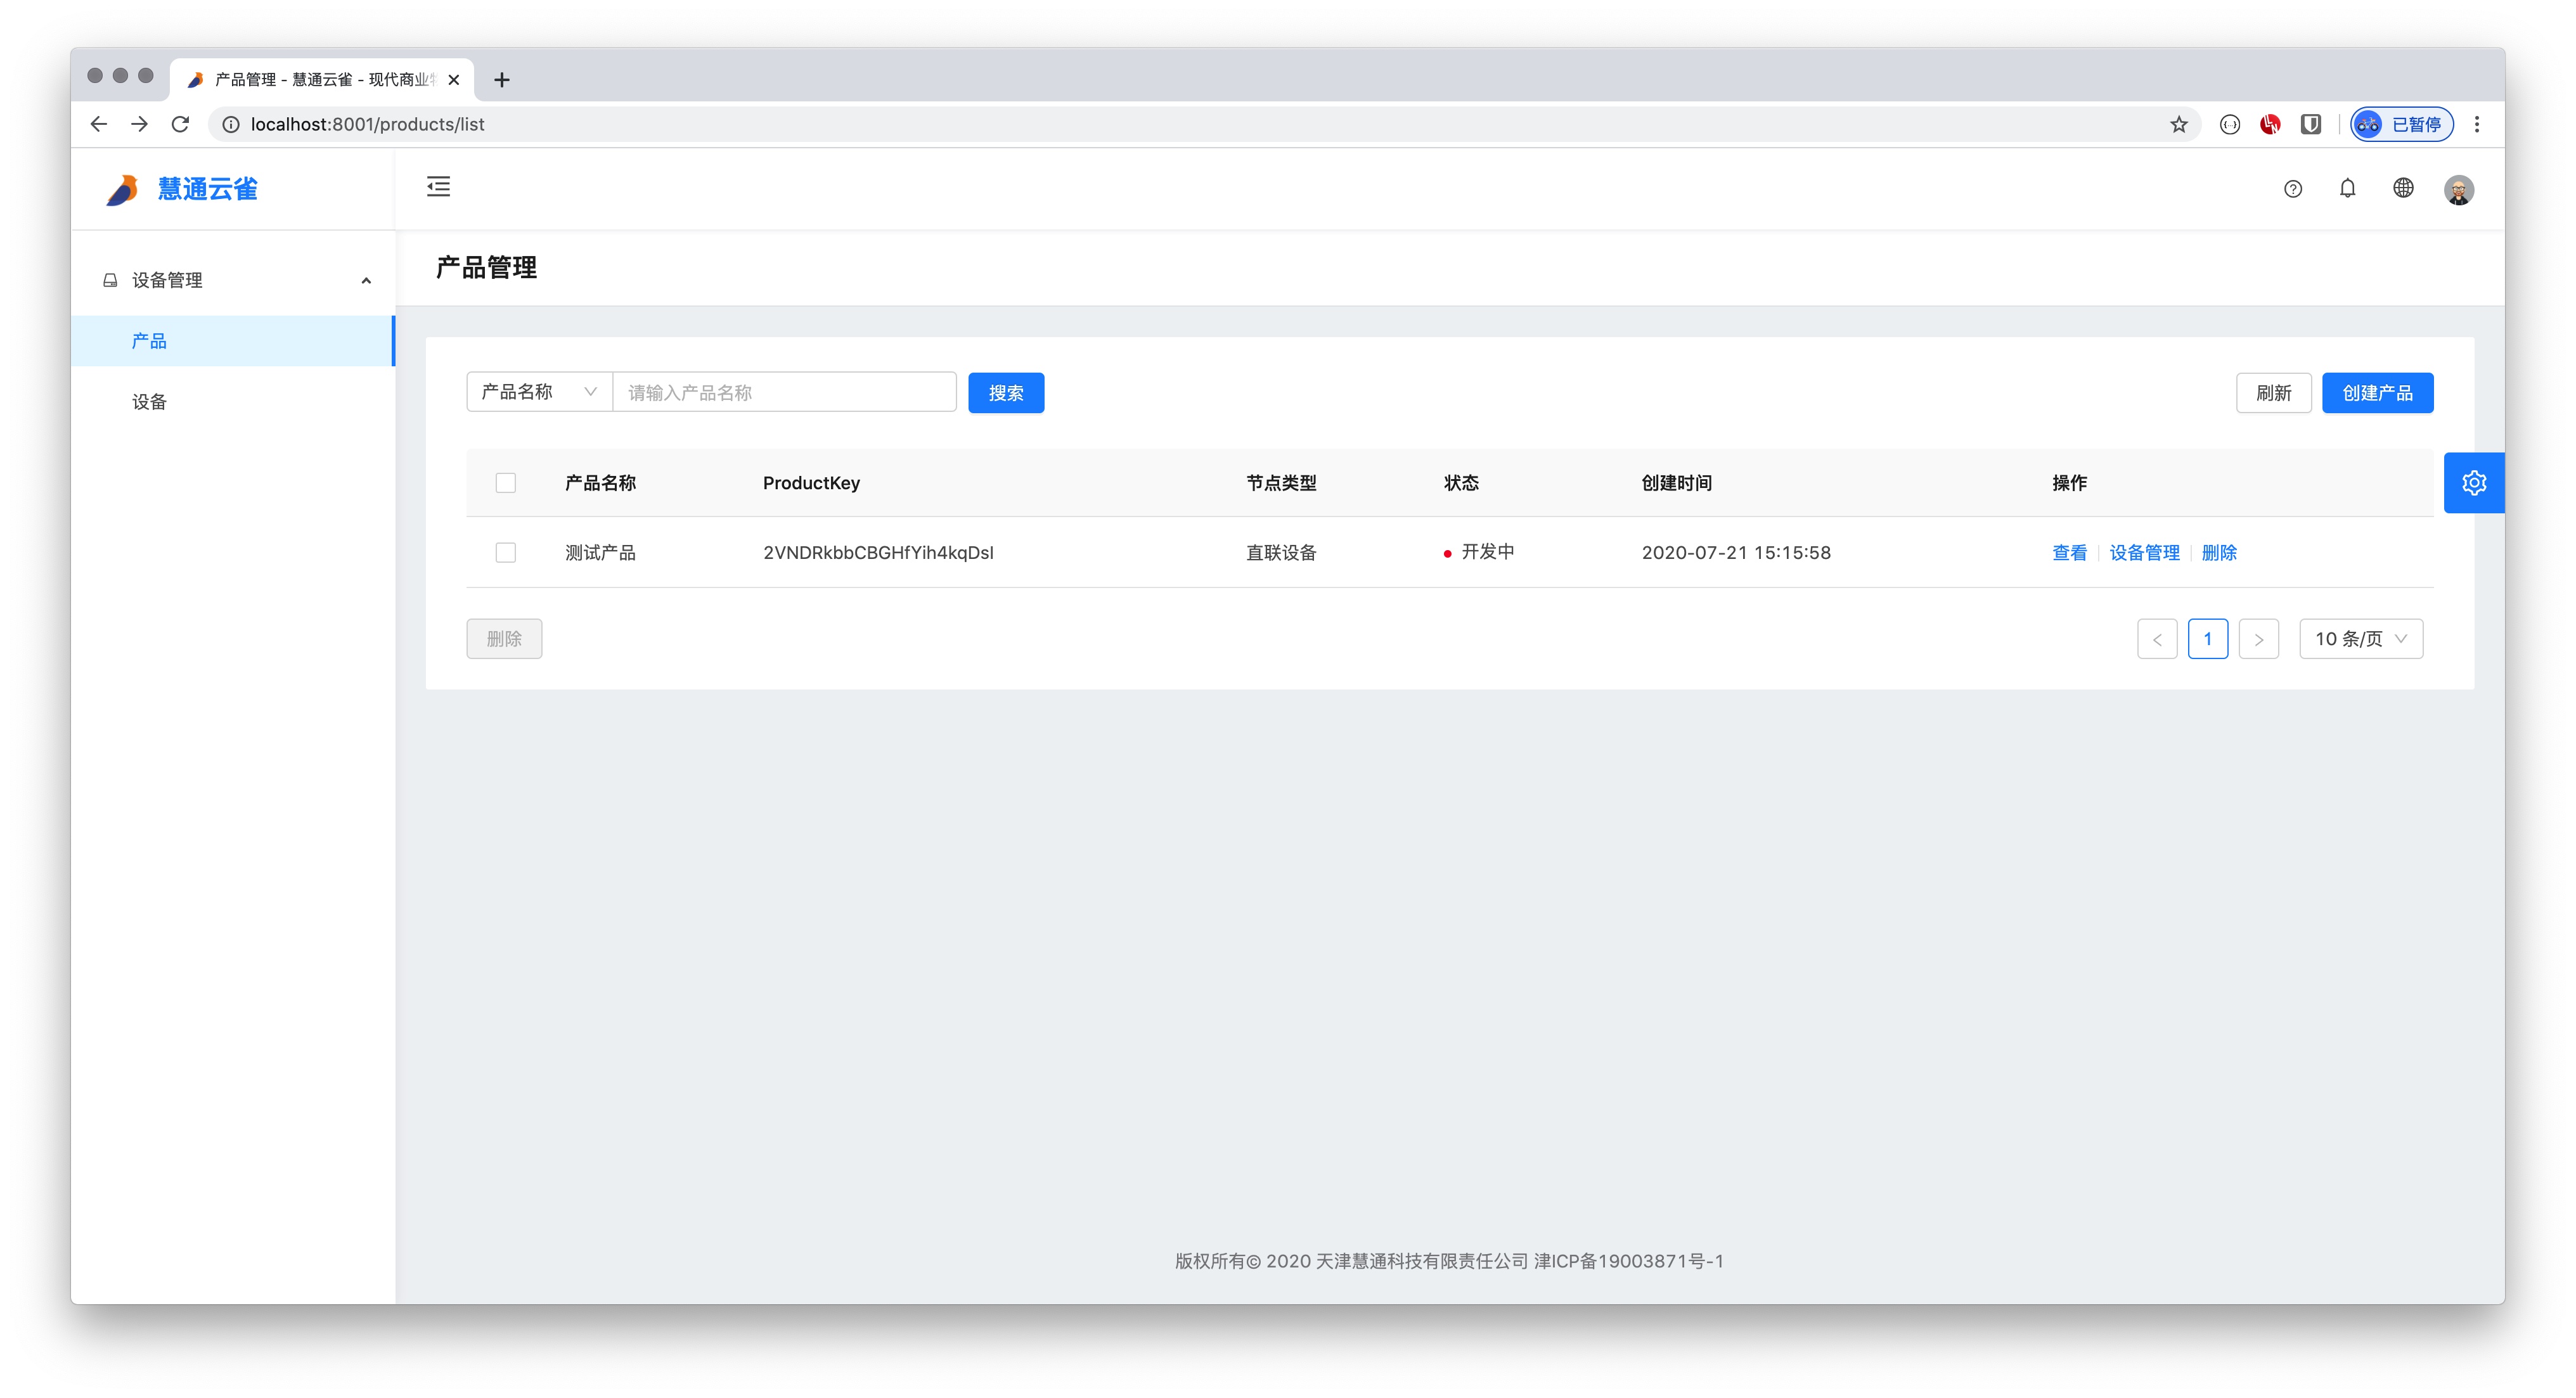 产品管理 - 慧通云雀 - 现代商业
localhost:8001/products/list
已暂停
慧通云雀
设备管理
产品
设备
产品管理
产品名称 请输入产品名称 搜索 刷新 创建产品
产品名称 ProductKey 节点类型 状态 创建时间 操作
测试产品 2VNDRkbbCBGHfYih4kqDsl 直联设备 开发中 2020-07-21 15:15:58 查看 设备管理 删除
删除 < 1 > 10 条/页
版权所有© 2020 天津慧通科技有限责任公司 津ICP备19003871号-1